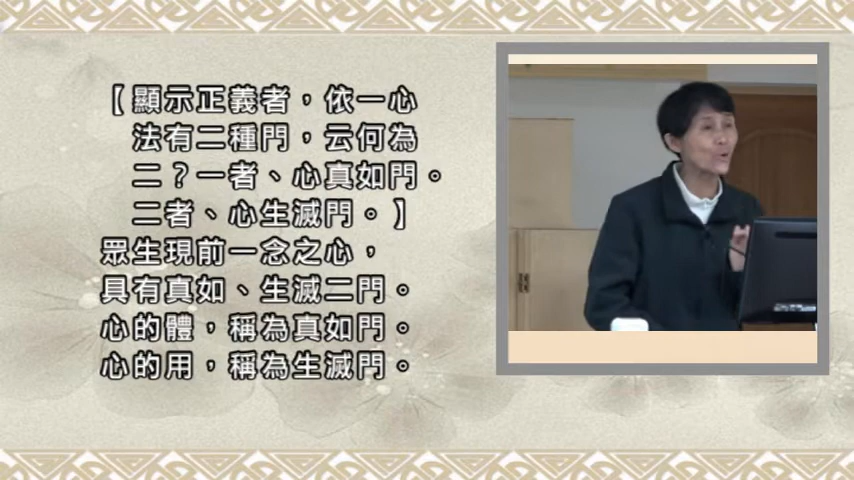 【顯示正義者，依一心
法有二種門，云何為
二？一者、心真如門。
二者、心生滅門。】
眾生現前一念之心，
具有真如、生滅二門。
心的體，稱為真如門。
心的用，稱為生滅門。